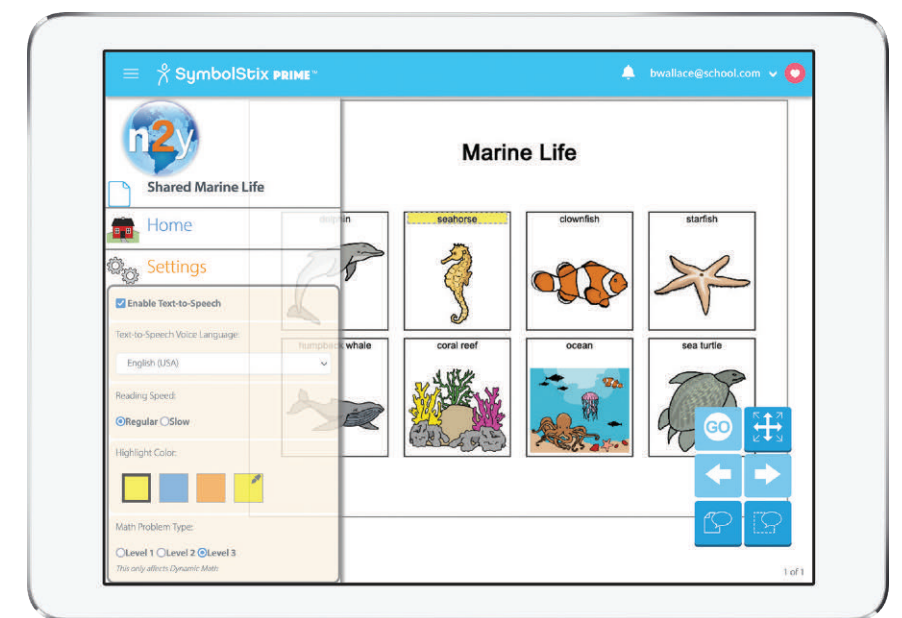 SymbolStix PRIME™
bwallace@school.com
n2y
Shared Marine Life
Home
Settings
Enable Text-to-Speech
Text-to-Speech Voice Language:
English (USA)
Reading Speed:
Regular Slow
Highlight Color:
Math Problem Type:
Level 1 Level 2 Level 3
This only affects Dynamic Math
Marine Life
dolphin seahorse clownfish starfish
humpback whale coral reef ocean sea turtle
GO
1 of 1